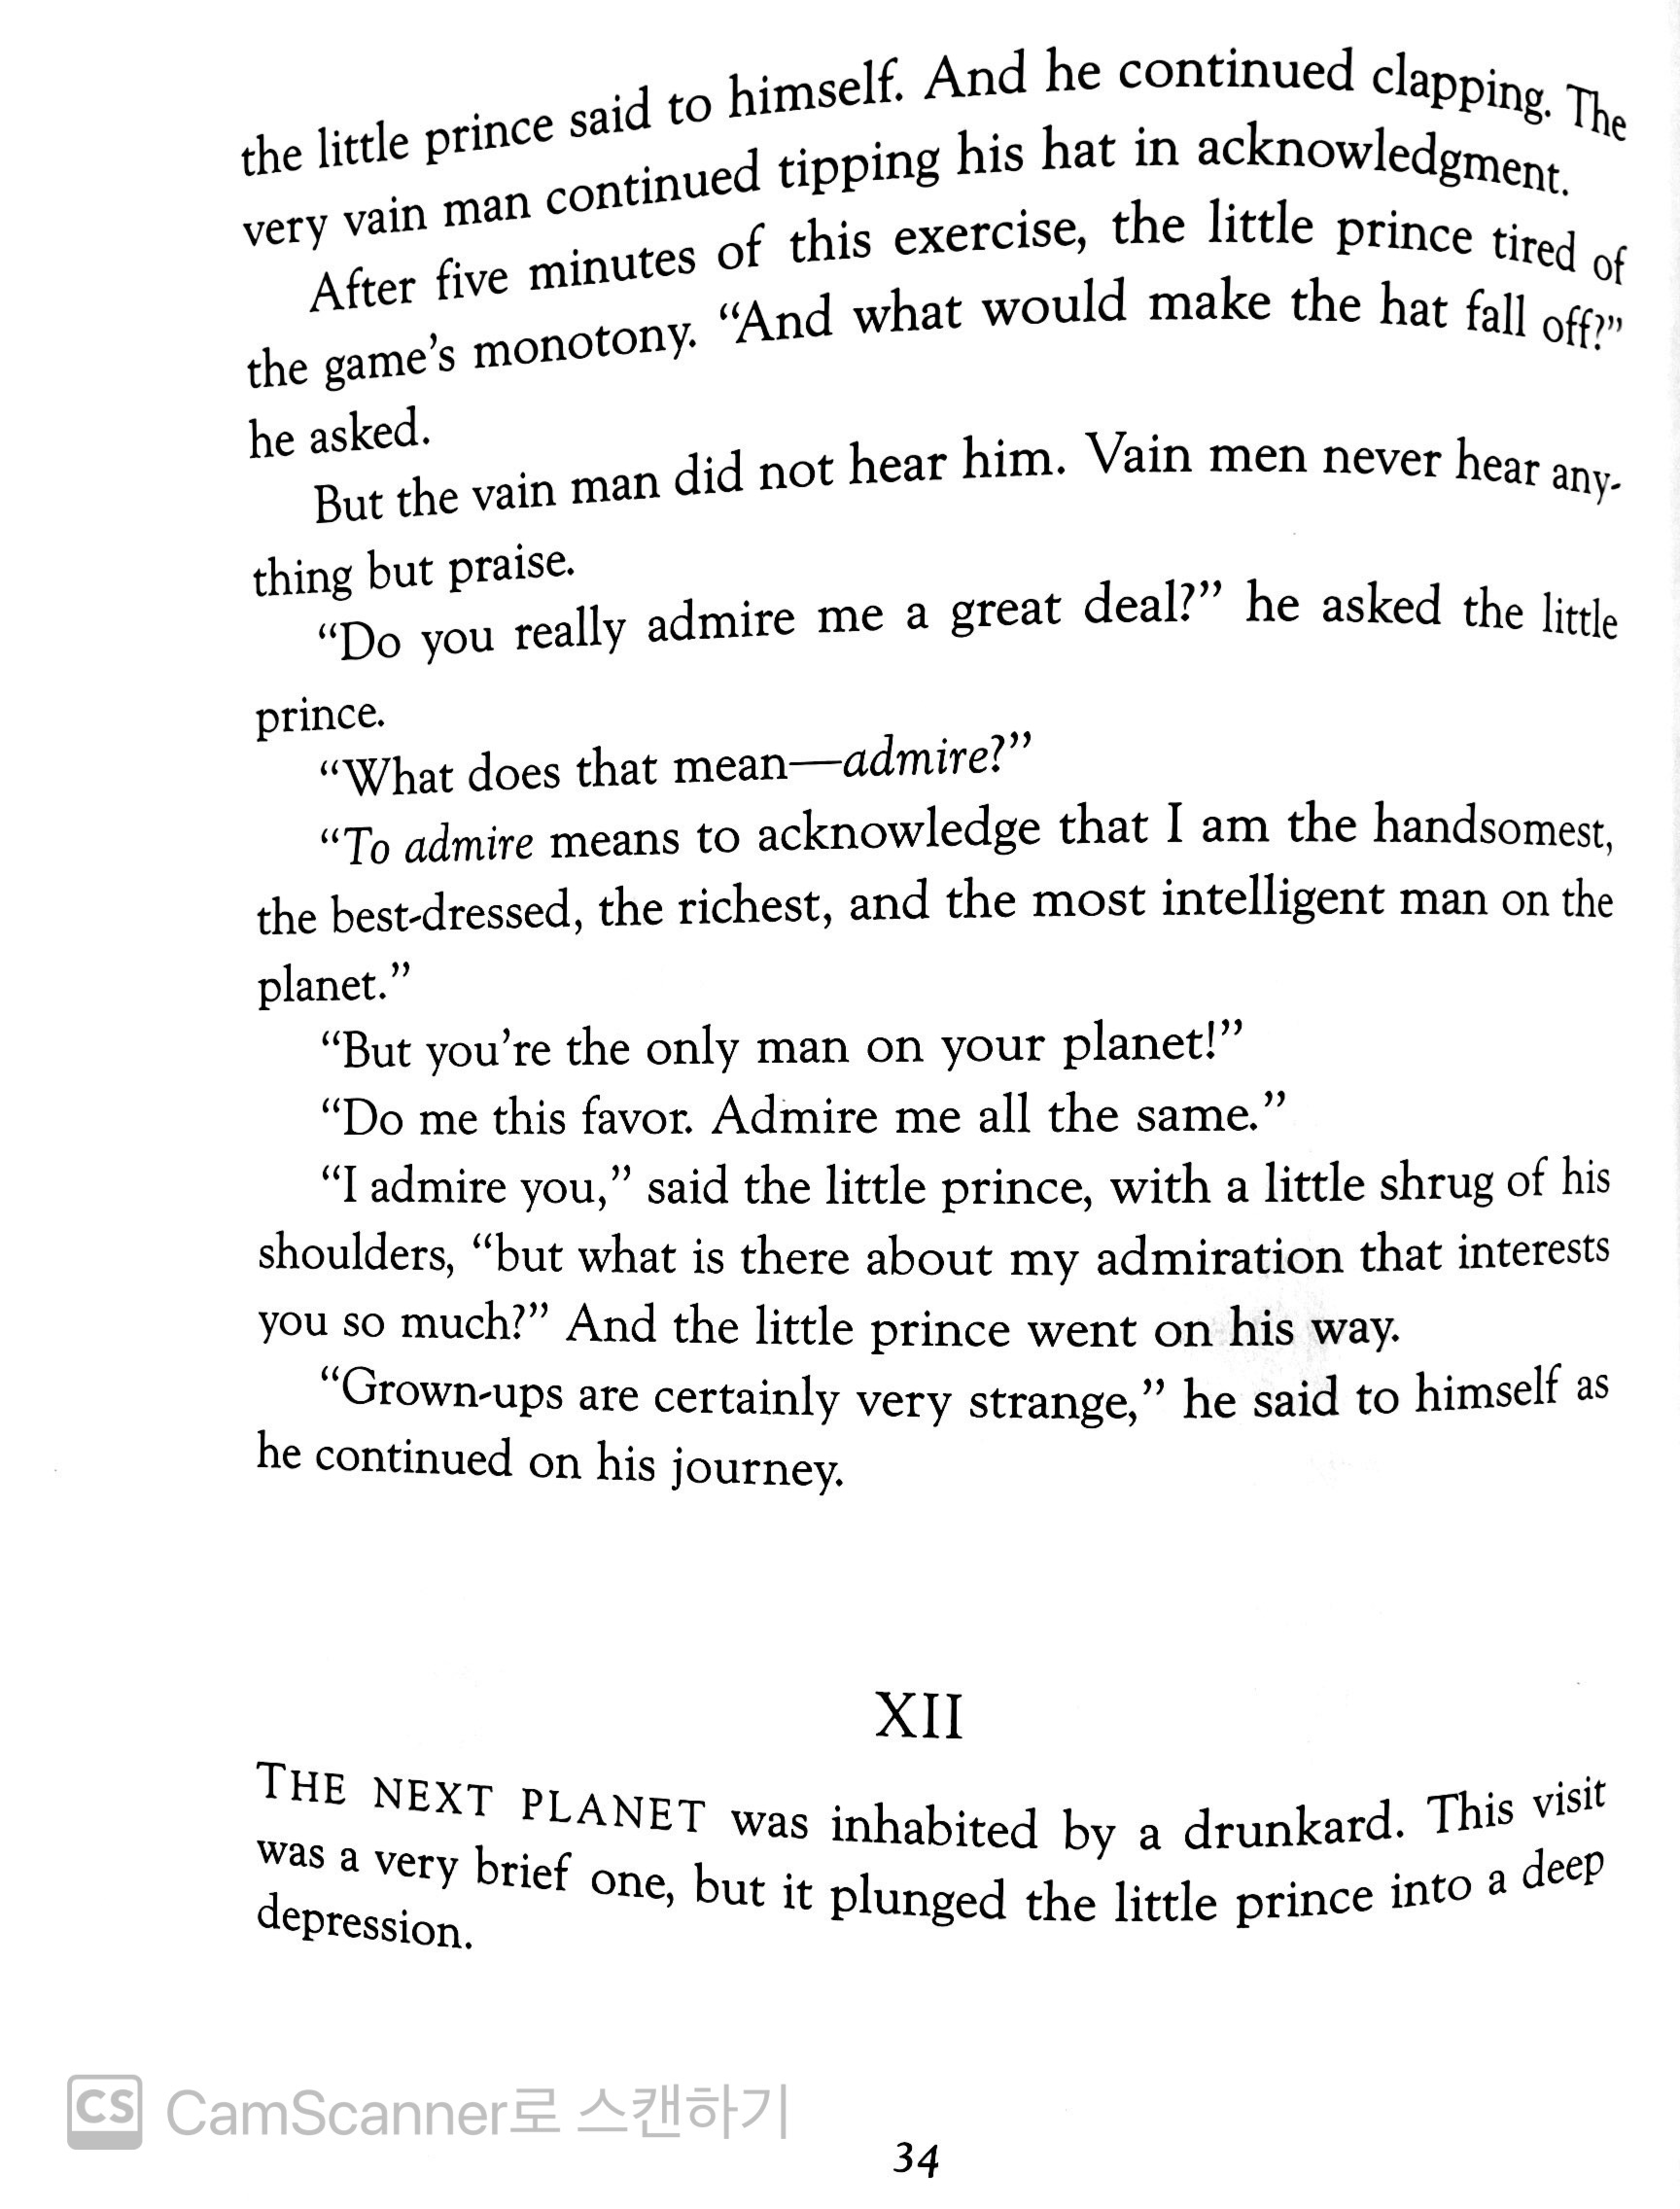 the little prince said to himself. And he continued clapping. The
very vain man continued tipping his hat in acknowledgment.
After five minutes of this exercise, the little prince tired of
the game’s monotony. “And what would make the hat fall off?”
he asked.
But the vain man did not hear him. Vain men never hear any-
thing but praise.
“Do you really admire me a great deal?” he asked the little
prince.
“What does that mean—admire?”
“To admire means to acknowledge that I am the handsomest,
the best-dressed, the richest, and the most intelligent man on the
planet.”
“But you’re the only man on your planet!”
“Do me this favor. Admire me all the same.”
“I admire you,” said the little prince, with a little shrug of his
shoulders, “but what is there about my admiration that interests
you so much?” And the little prince went on his way.
“Grown-ups are certainly very strange,” he said to himself as
he continued on his journey.
XII
THE NEXT PLANET was inhabited by a drunkard. This visit
was a very brief one, but it plunged the little prince into a deep
depression.
CS CamScanner로 스캔하기
34